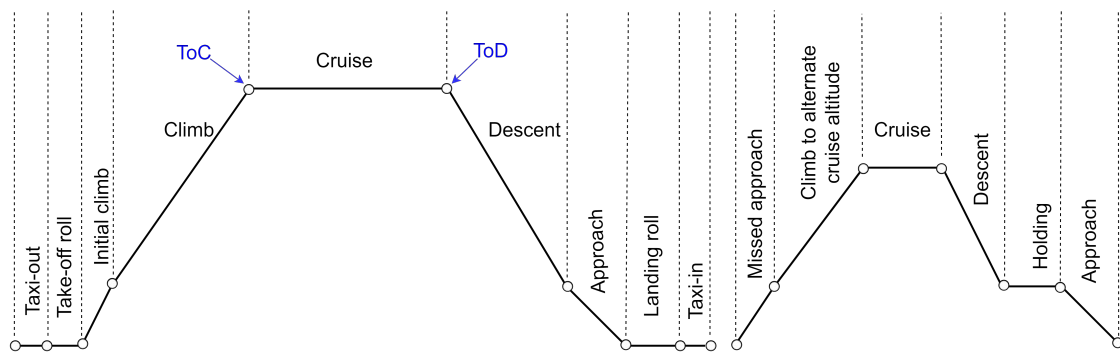 ToC
Cruise
ToD
Climb
Descent
Taxi-out
Take-off roll
Initial climb
Approach
Landing roll
Taxi-in
Missed approach
Climb to alternate
cruise altitude
Cruise
Descent
Holding
Approach